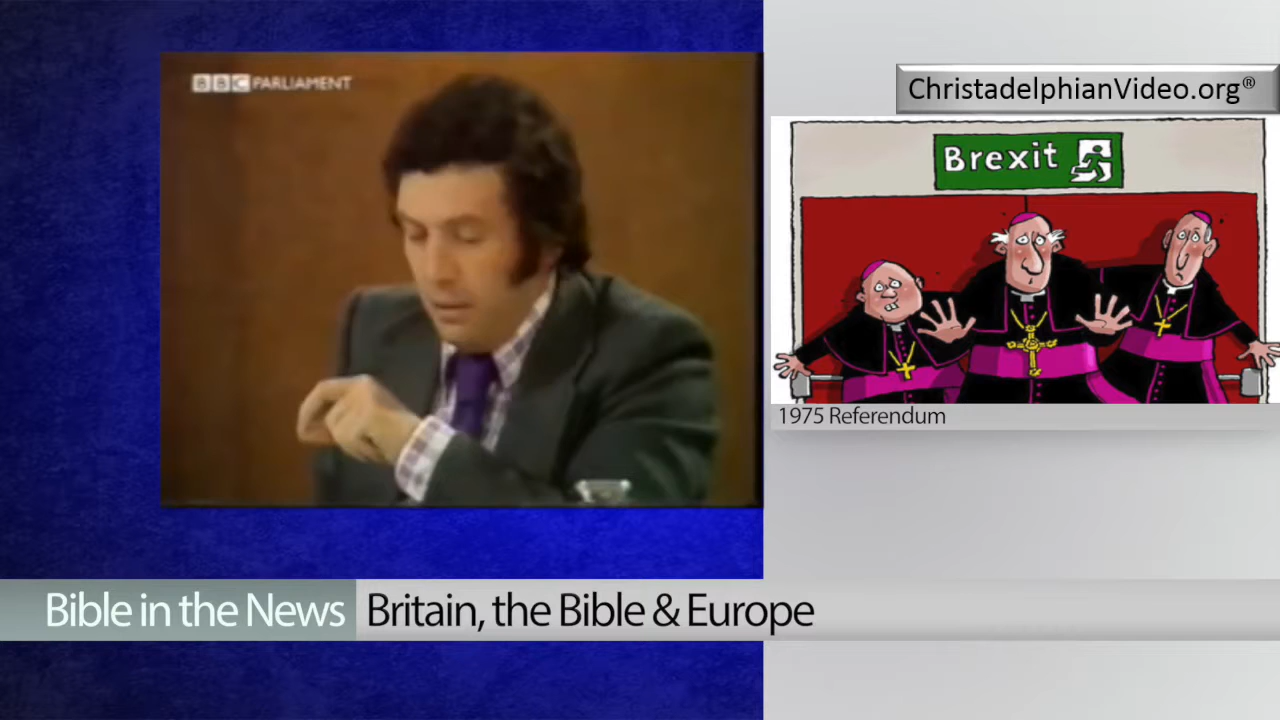 BBC PARLIAMENT
ChristadelphianVideo.org®
Brexit
1975 Referendum
Bible in the News
Britain, the Bible & Europe